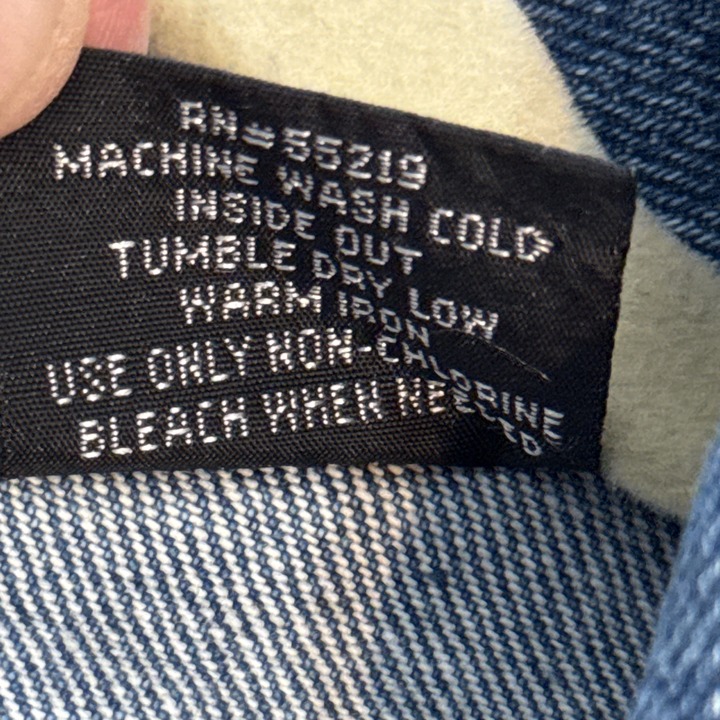 RN#55219
MACHINE WASH COLD
INSIDE OUT
TUMBLE DRY LOW
WARM IRON
USE ONLY NON-CHLORINE
BLEACH WHEN NEEDED